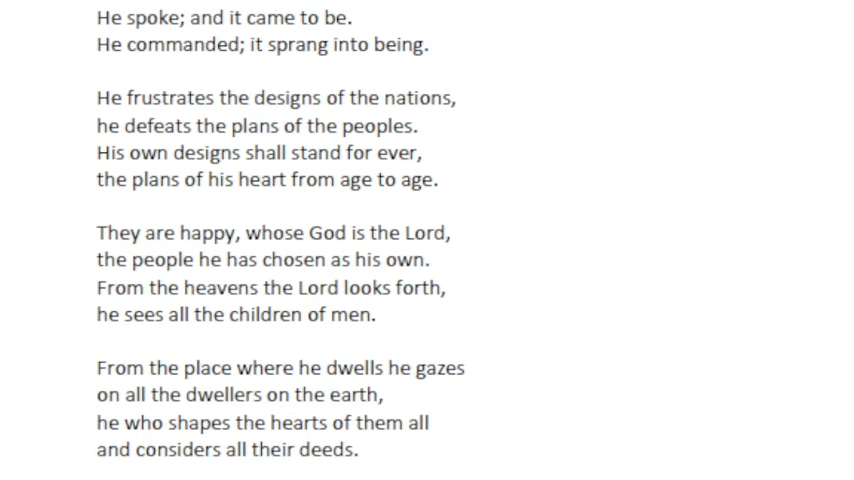 He spoke; and it came to be.
He commanded; it sprang into being.
He frustrates the designs of the nations,
he defeats the plans of the peoples.
His own designs shall stand for ever,
the plans of his heart from age to age.
They are happy, whose God is the Lord,
the people he has chosen as his own.
From the heavens the Lord looks forth,
he sees all the children of men.
From the place where he dwells he gazes
on all the dwellers on the earth,
he who shapes the hearts of them all
and considers all their deeds.